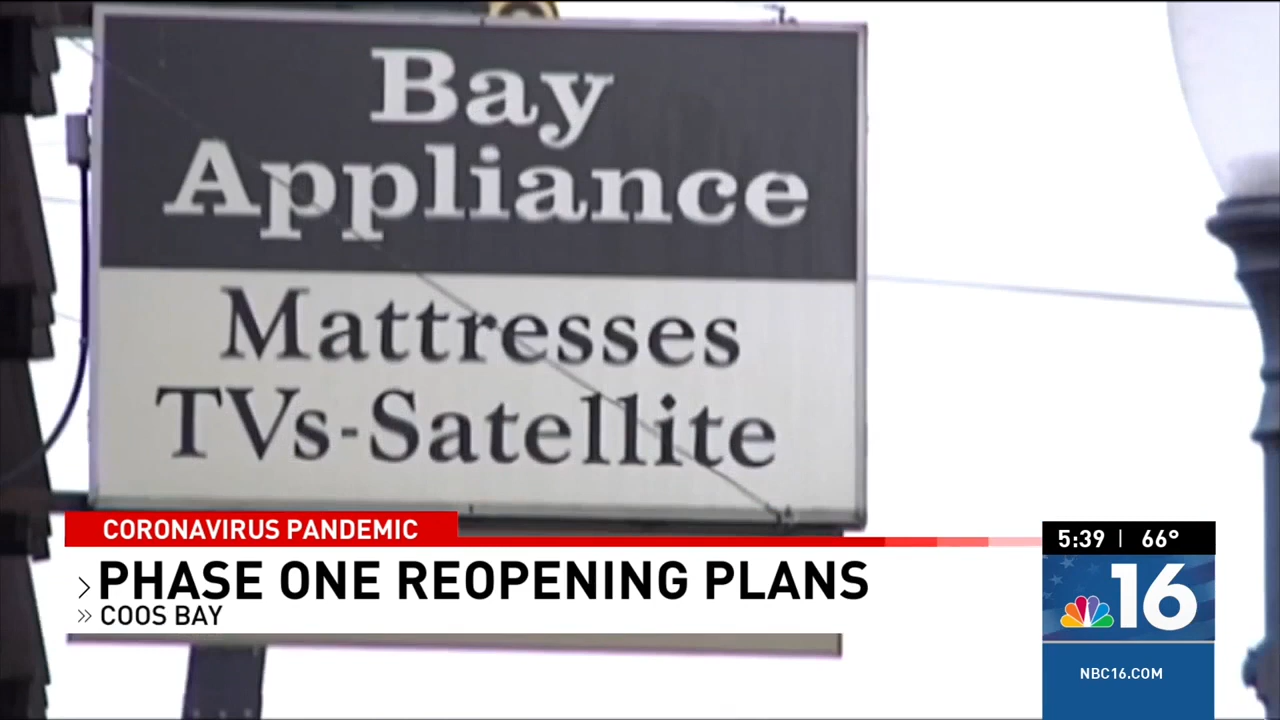 Bay
Appliance
Mattresses
TVs-Satellite
CORONAVIRUS PANDEMIC
PHASE ONE REOPENING PLANS
COOS BAY
5:39 | 66°
16
NBC16.COM